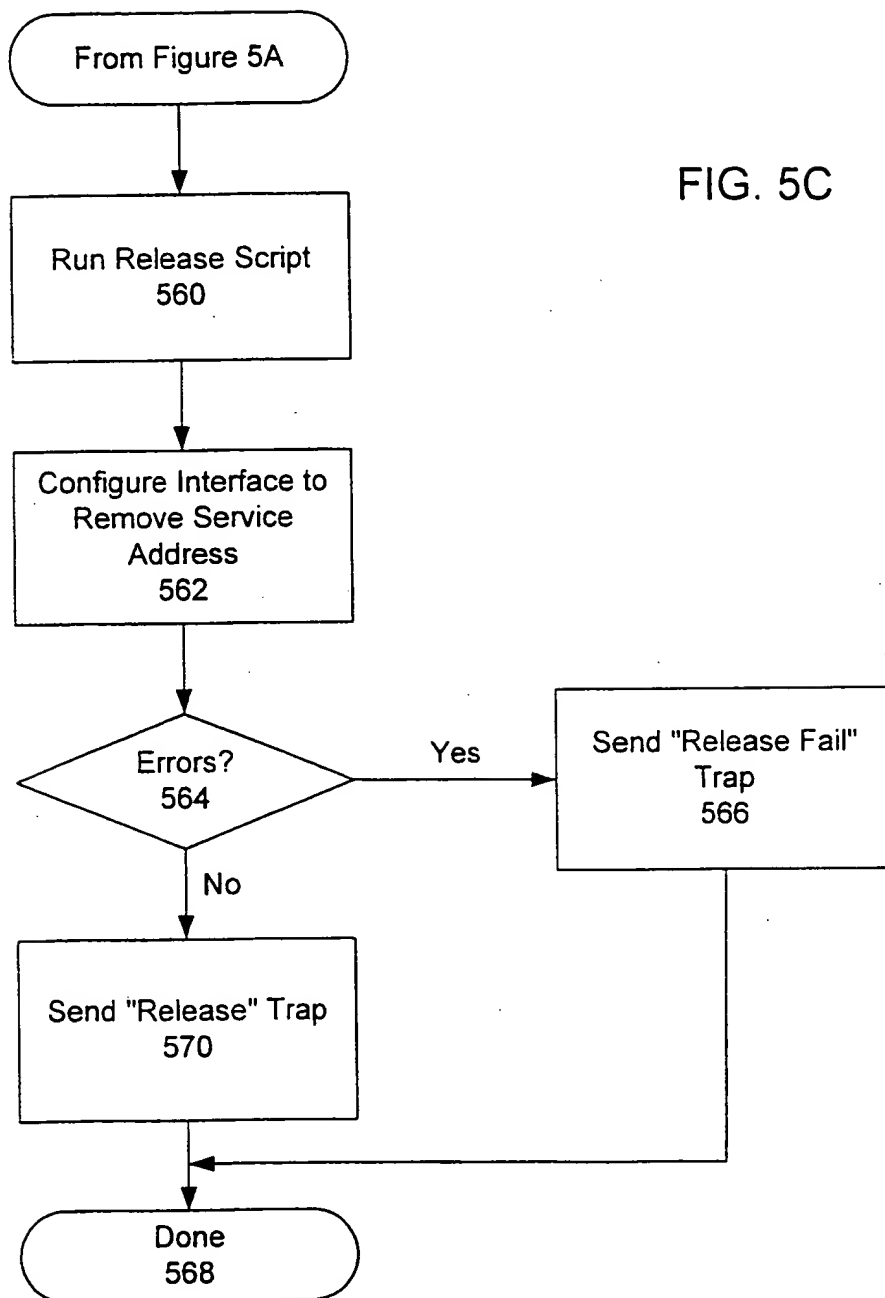 From Figure 5A
FIG. 5C
Run Release Script
560
Configure Interface to
Remove Service
Address
562
Errors?
564
Yes
Send "Release Fail"
Trap
566
No
Send "Release" Trap
570
Done
568